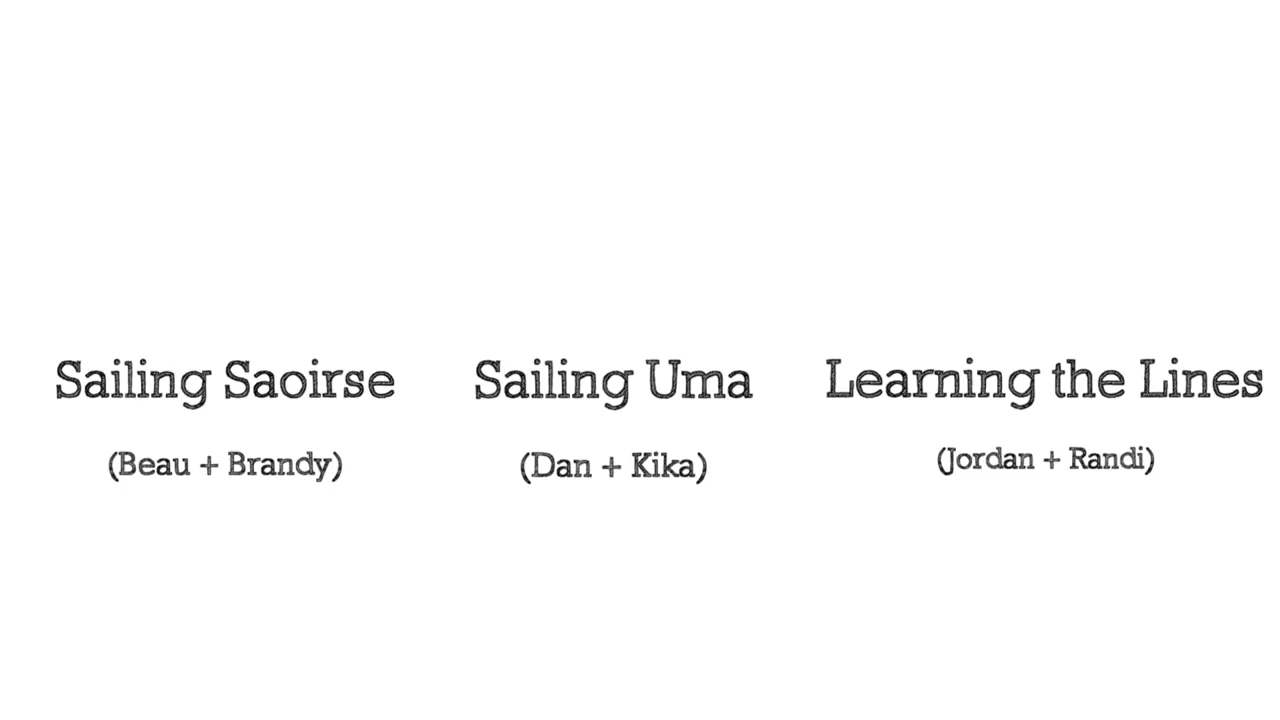 Sailing Saoirse
(Beau + Brandy)
Sailing Uma
(Dan + Kika)
Learning the Lines
(Jordan + Randi)